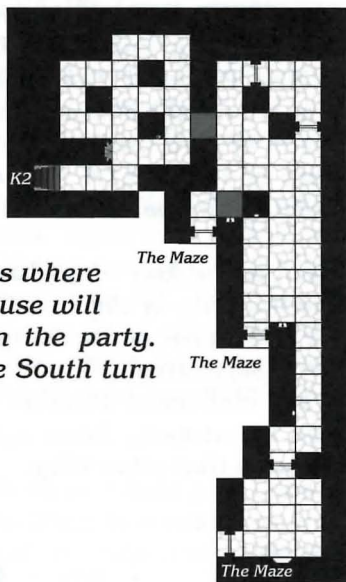 K2
The Maze
s where
use will
n the party.
e South turn
The Maze
The Maze